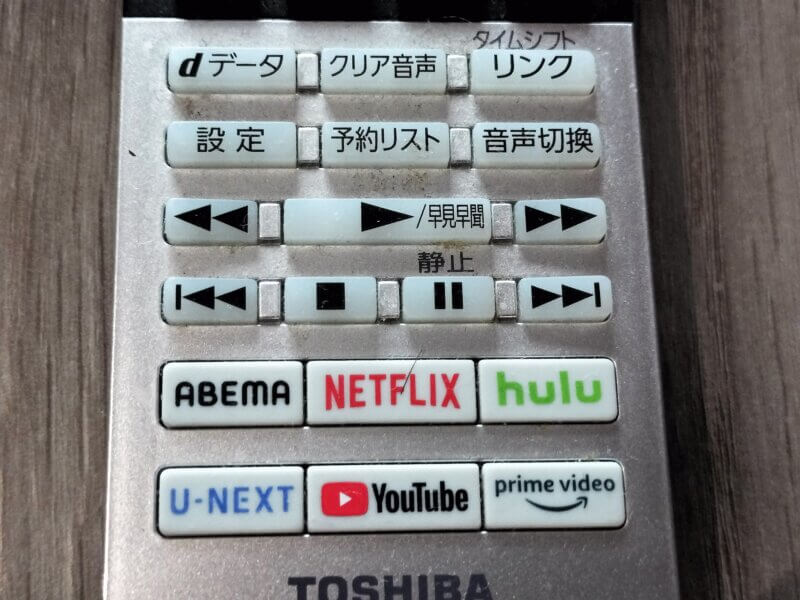 タイムシフト
dデータ クリア音声 リンク
設定 予約リスト 音声切換
/早見早聞
静止
ABEMA NETFLIX hulu
U-NEXT YouTube prime video
TOSHIBA